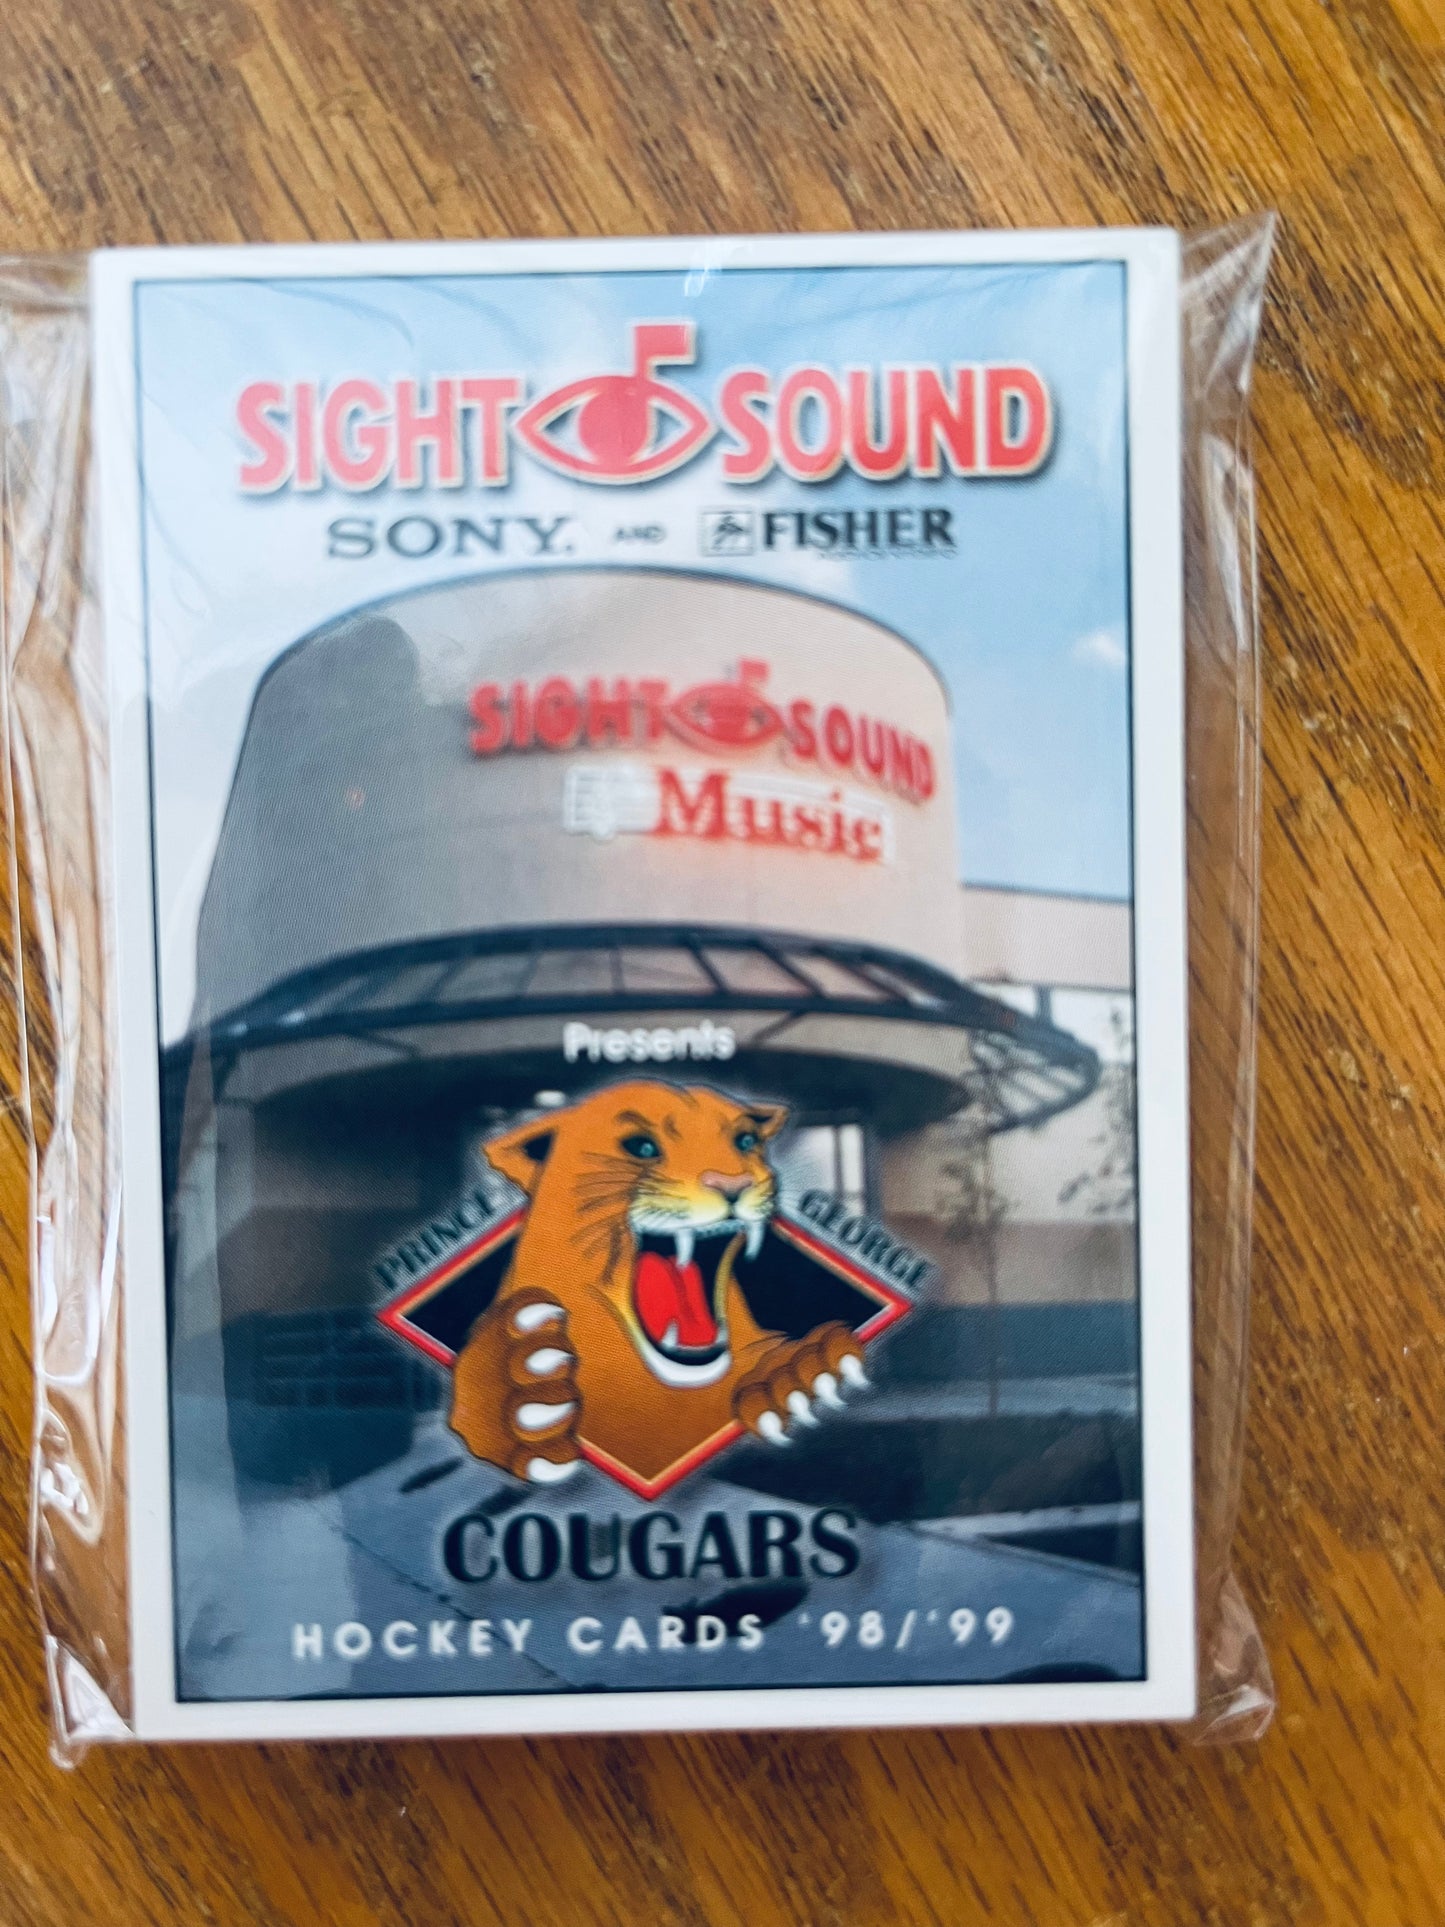 SIGHT SOUND
SONY. AND FISHER
SIGHT SOUND
Music
Presents
PRINCE GEORGE
COUGARS
HOCKEY CARDS '98/'99